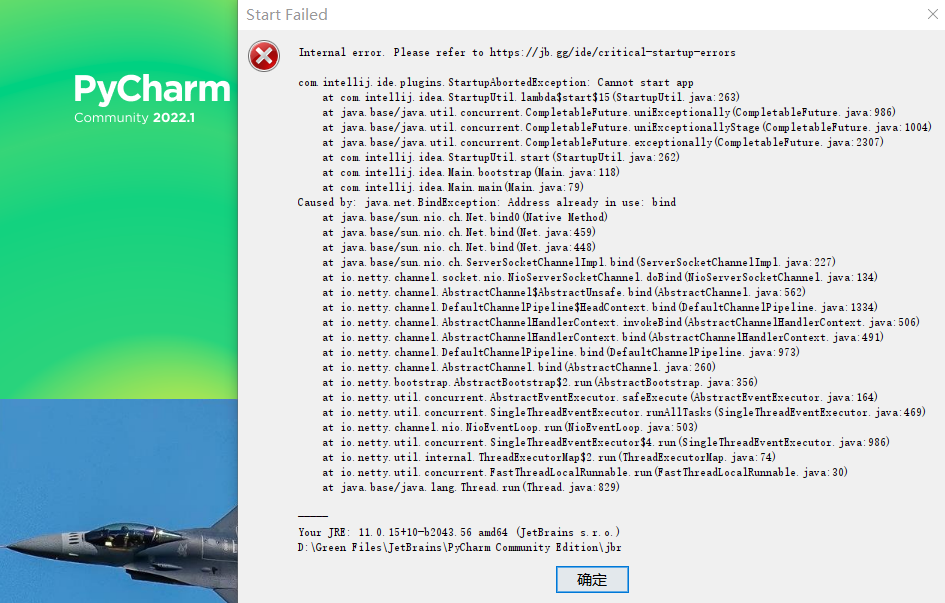 Start Failed
PyCharm
Community 2022.1
Internal error. Please refer to https://jb.gg/ide/critical-startup-errors
com.intellij.ide.plugins.StartupAbortedException: Cannot start app
at com.intellij.idea.StartupUtil.lambda$start$15(StartupUtil.java:263)
at java.base/java.util.concurrent.CompletableFuture.uniExceptionally(CompletableFuture.java:986)
at java.base/java.util.concurrent.CompletableFuture.uniExceptionallyStage(CompletableFuture.java:1004)
at java.base/java.util.concurrent.CompletableFuture.exceptionally(CompletableFuture.java:2307)
at com.intellij.idea.StartupUtil.start(StartupUtil.java:262)
at com.intellij.idea.Main.bootstrap(Main.java:118)
at com.intellij.idea.Main.main(Main.java:79)
Caused by: java.net.BindException: Address already in use: bind
at java.base/sun.nio.ch.Net.bind0(Native Method)
at java.base/sun.nio.ch.Net.bind(Net.java:459)
at java.base/sun.nio.ch.Net.bind(Net.java:448)
at java.base/sun.nio.ch.ServerSocketChannelImpl.bind(ServerSocketChannelImpl.java:227)
at io.netty.channel.socket.nio.NioServerSocketChannel.doBind(NioServerSocketChannel.java:134)
at io.netty.channel.AbstractChannel$AbstractUnsafe.bind(AbstractChannel.java:562)
at io.netty.channel.DefaultChannelPipeline$HeadContext.bind(DefaultChannelPipeline.java:1334)
at io.netty.channel.AbstractChannelHandlerContext.invokeBind(AbstractChannelHandlerContext.java:506)
at io.netty.channel.AbstractChannelHandlerContext.bind(AbstractChannelHandlerContext.java:491)
at io.netty.channel.DefaultChannelPipeline.bind(DefaultChannelPipeline.java:973)
at io.netty.channel.AbstractChannel.bind(AbstractChannel.java:260)
at io.netty.bootstrap.AbstractBootstrap$2.run(AbstractBootstrap.java:356)
at io.netty.util.concurrent.AbstractEventExecutor.safeExecute(AbstractEventExecutor.java:164)
at io.netty.util.concurrent.SingleThreadEventExecutor.runAllTasks(SingleThreadEventExecutor.java:469)
at io.netty.channel.nio.NioEventLoop.run(NioEventLoop.java:503)
at io.netty.util.concurrent.SingleThreadEventExecutor$4.run(SingleThreadEventExecutor.java:986)
at io.netty.util.internal.ThreadExecutorMap$2.run(ThreadExecutorMap.java:74)
at io.netty.util.concurrent.FastThreadLocalRunnable.run(FastThreadLocalRunnable.java:30)
at java.base/java.lang.Thread.run(Thread.java:829)
_____
Your JRE: 11.0.15+10-b2043.56 amd64 (JetBrains s.r.o.)
D:\Green Files\JetBrains\PyCharm Community Edition\jbr
确定